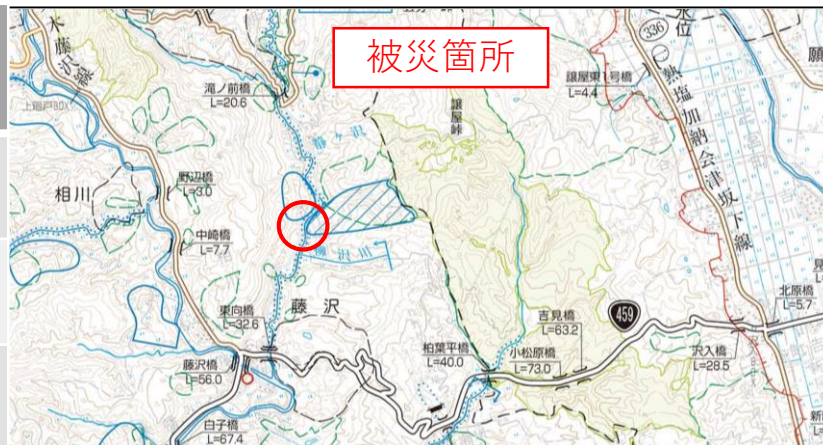 被災箇所
木藤沢線
滝ノ前橋
L=20.6
譲屋峠
336
譲屋東1号橋
L=4.4
熱塩加納会津坂下線
野辺橋
L=3.0
相川
中崎橋
L=7.7
東向橋
L=32.6
藤沢
藤沢橋
L=56.0
白子橋
L=67.4
柏葉平橋
L=40.0
小松原橋
L=73.0
吉見橋
L=63.2
459
沢入橋
L=28.5
北原橋
L=5.7